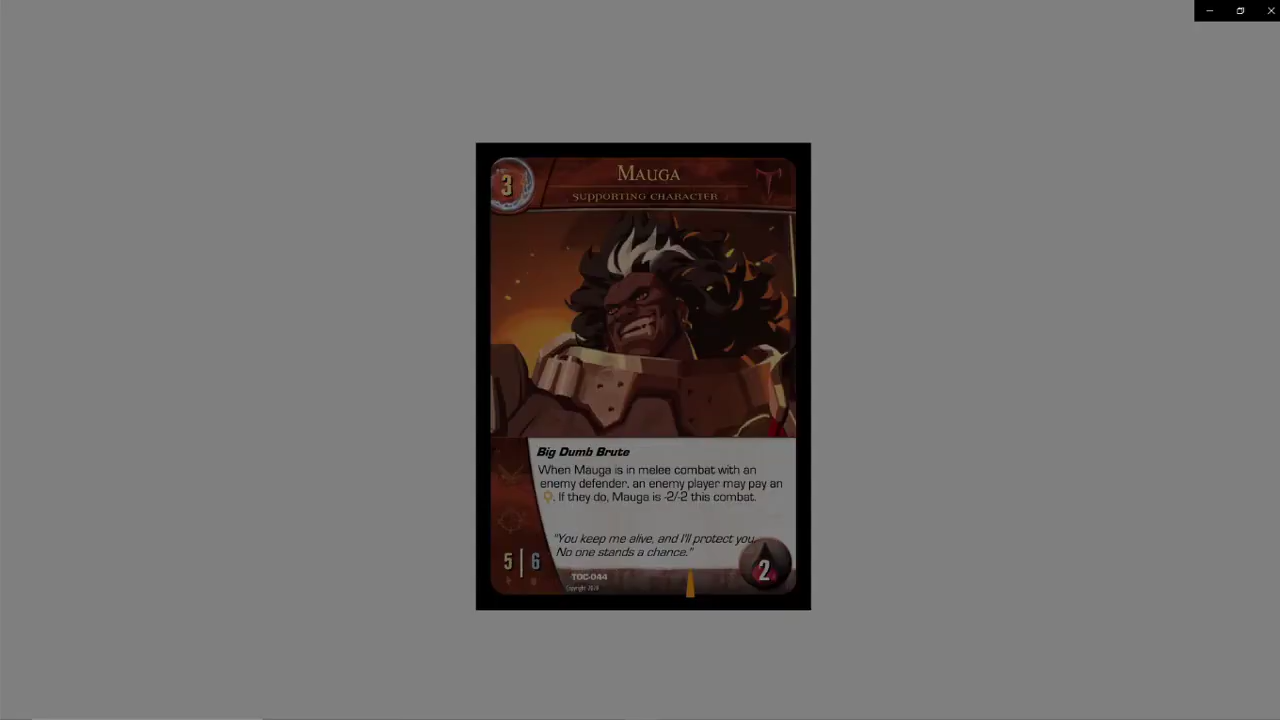 3
Mauga
Supporting Character
Big Dumb Brute
When Mauga is in melee combat with an
enemy defender, an enemy player may pay an
. If they do, Mauga is -2/-2 this combat.
"You keep me alive, and I'll protect you.
No one stands a chance."
5 | 6
2
TOC-044